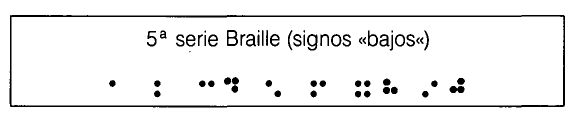 5ª serie Braille (signos «bajos«)
⠂ ⠆ ⠒⠲ ⠢ ⠖ ⠶⠦ ⠔⠴